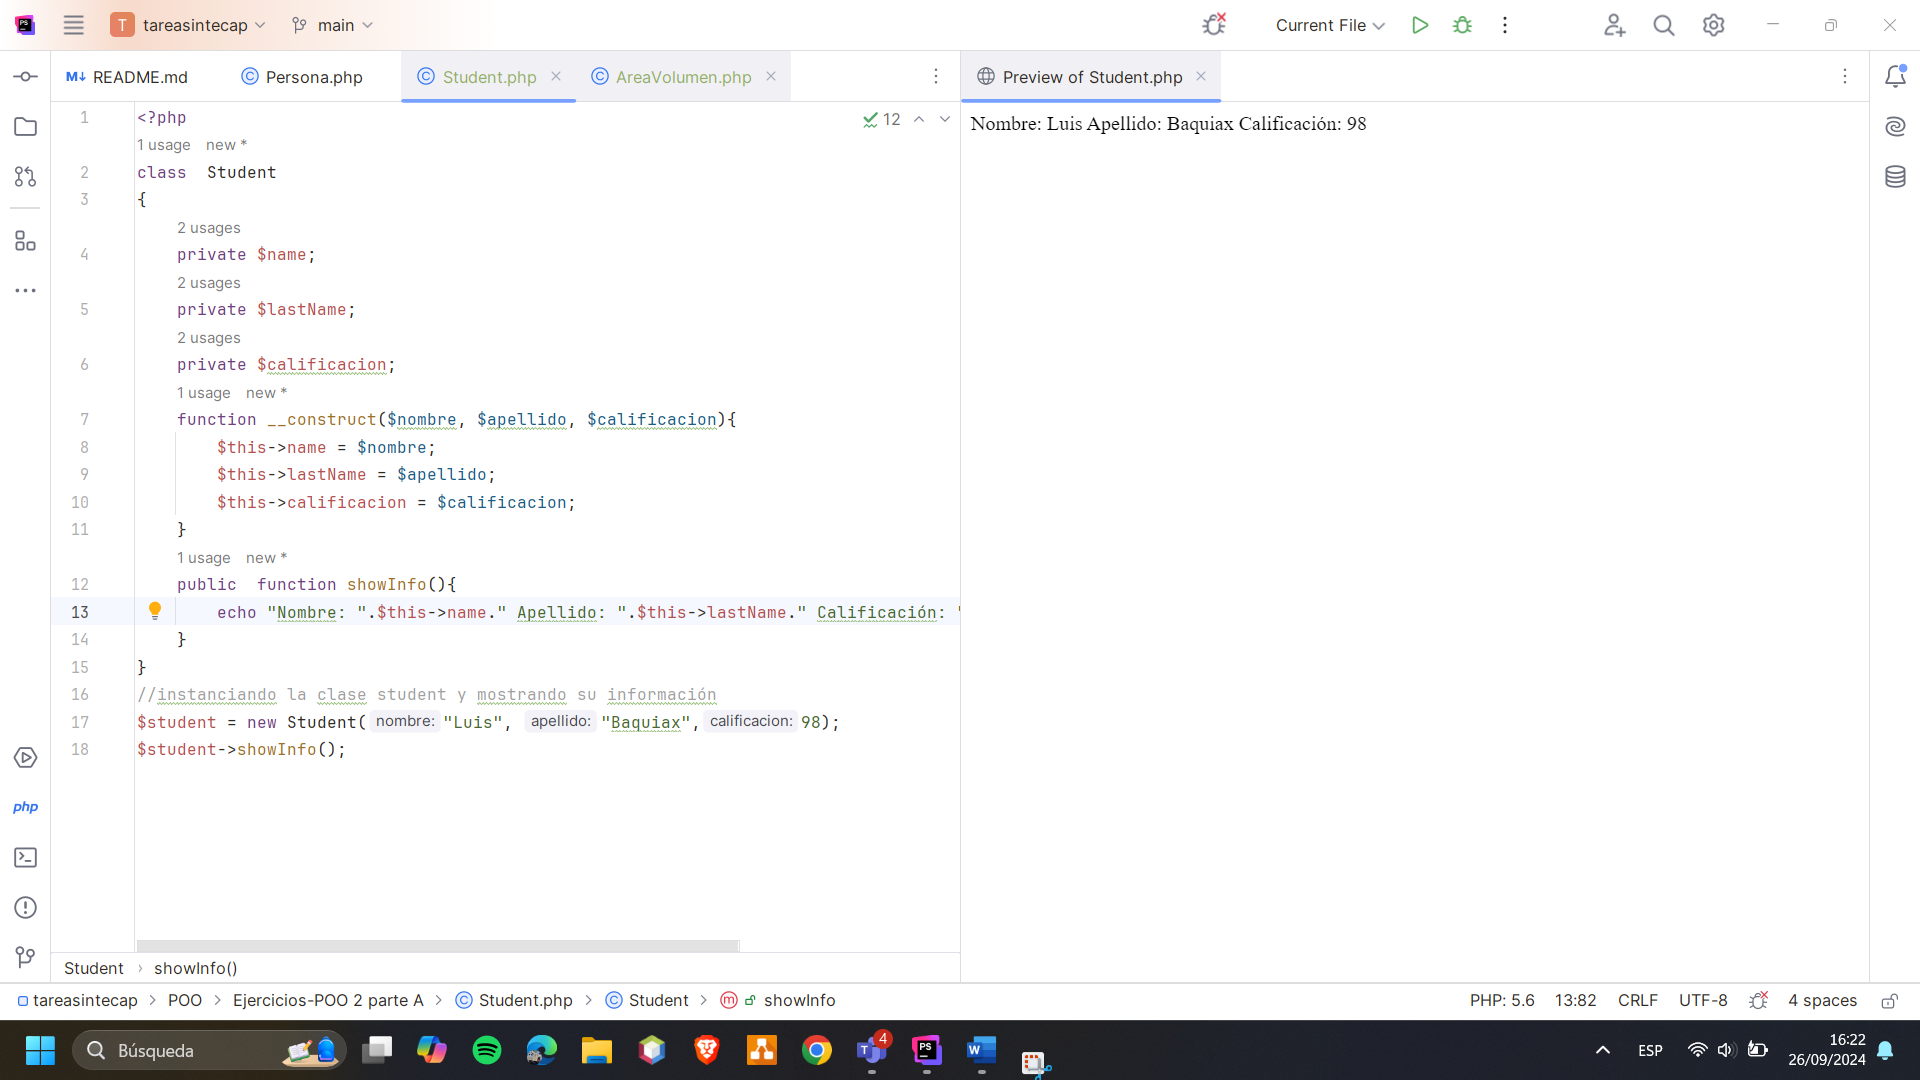 T tareasintecap main Current File
M↓ README.md Persona.php Student.php AreaVolumen.php Preview of Student.php
1 <?php 12
Nombre: Luis Apellido: Baquiax Calificación: 98
1 usage new *
2 class  Student
3 {
2 usages
4 private $name;
2 usages
5 private $lastName;
2 usages
6 private $calificacion;
1 usage new *
7 function __construct($nombre, $apellido, $calificacion){
8 $this->name = $nombre;
9 $this->lastName = $apellido;
10 $this->calificacion = $calificacion;
11 }
1 usage new *
12 public  function showInfo(){
13 echo "Nombre: ".$this->name." Apellido: ".$this->lastName." Calificación: "
14 }
15 }
16 //instanciando la clase student y mostrando su información
17 $student = new Student( nombre: "Luis", apellido: "Baquiax", calificacion: 98);
18 $student->showInfo();
php
Student › showInfo()
tareasintecap > POO > Ejercicios-POO 2 parte A > Student.php > Student > m showInfo PHP: 5.6 13:82 CRLF UTF-8 4 spaces
Búsqueda 4 ESP 16:22
26/09/2024